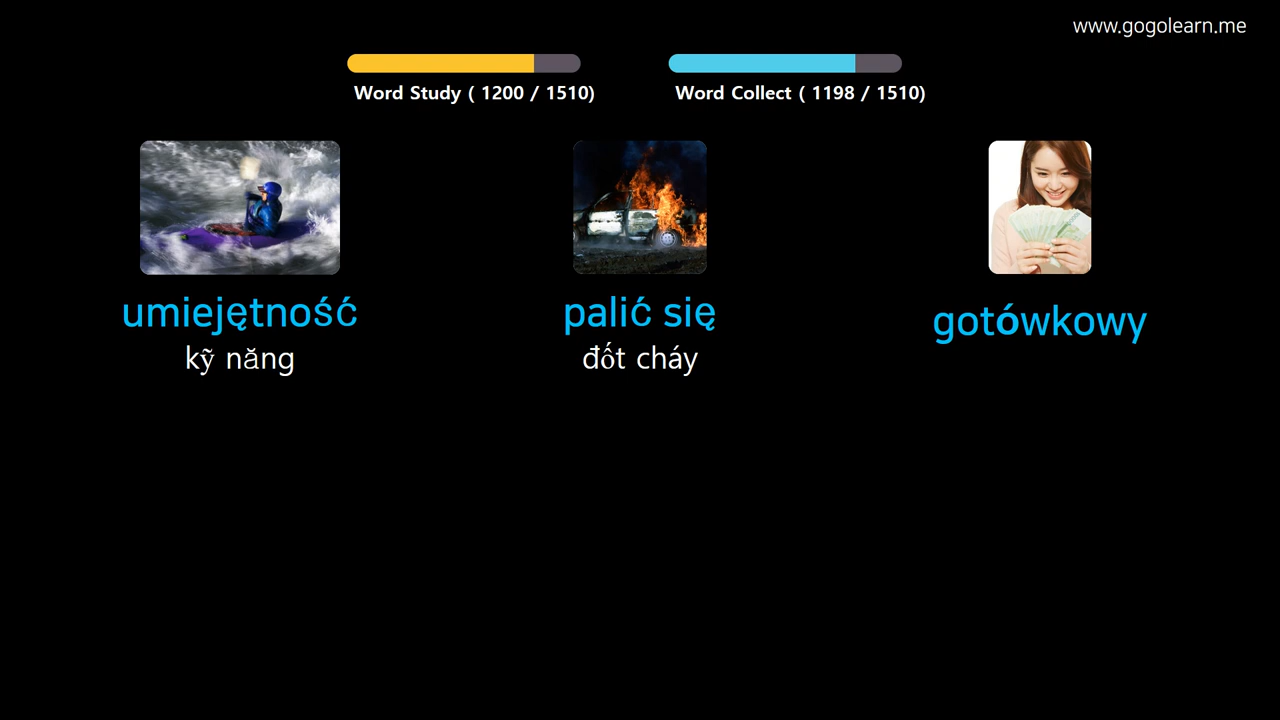 www.gogolearn.me
Word Study ( 1200 / 1510)
Word Collect ( 1198 / 1510)
umiejętność
palić się
gotówkowy
kỹ năng
đốt cháy